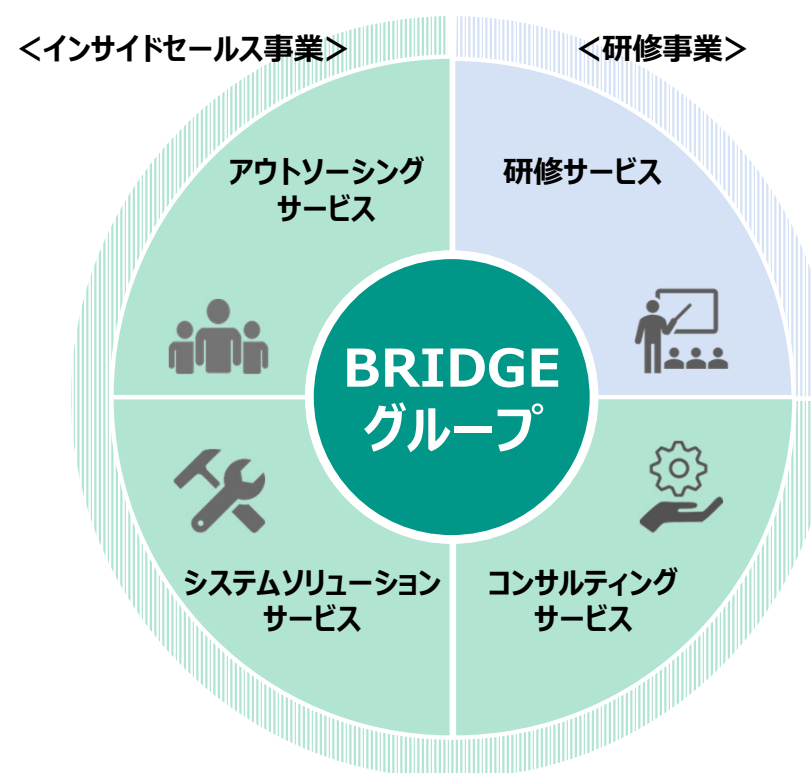 ＜インサイドセールス事業＞
＜研修事業＞
アウトソーシング
サービス
研修サービス
BRIDGE
グループ
システムソリューション
サービス
コンサルティング
サービス